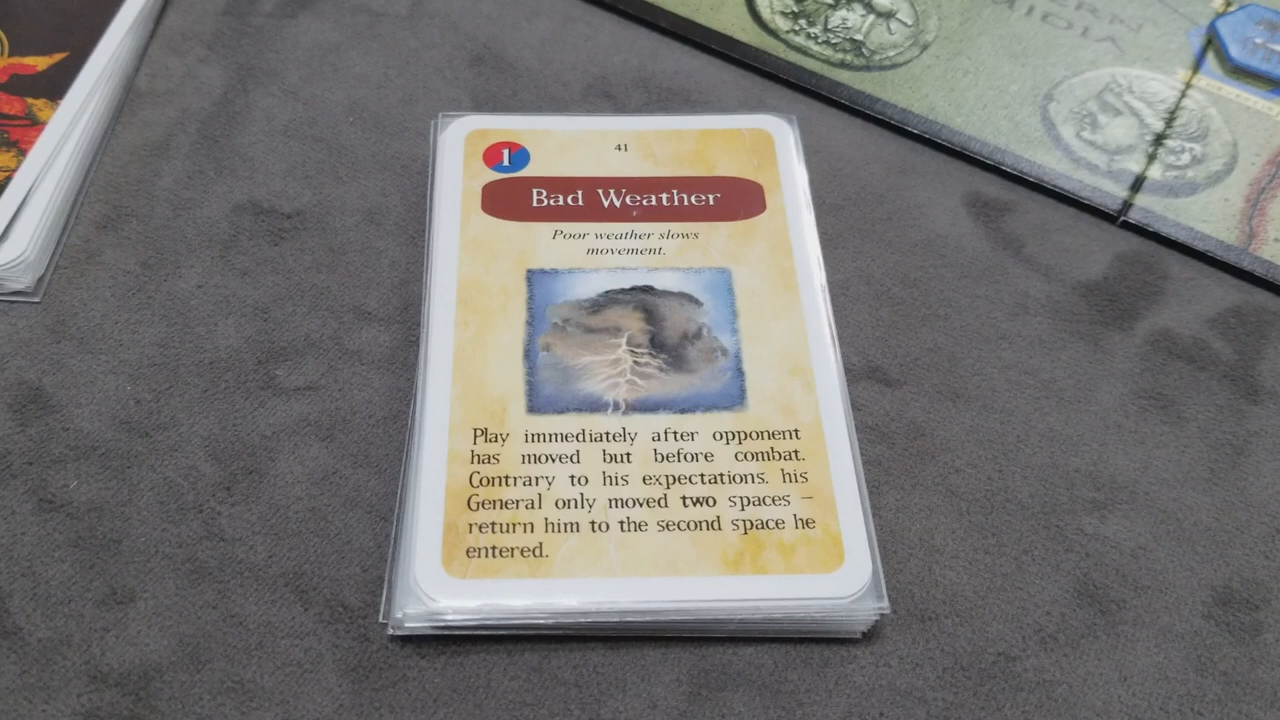 1
41
Bad Weather
Poor weather slows
movement.
Play immediately after opponent
has moved but before combat.
Contrary to his expectations, his
General only moved two spaces –
return him to the second space he
entered.